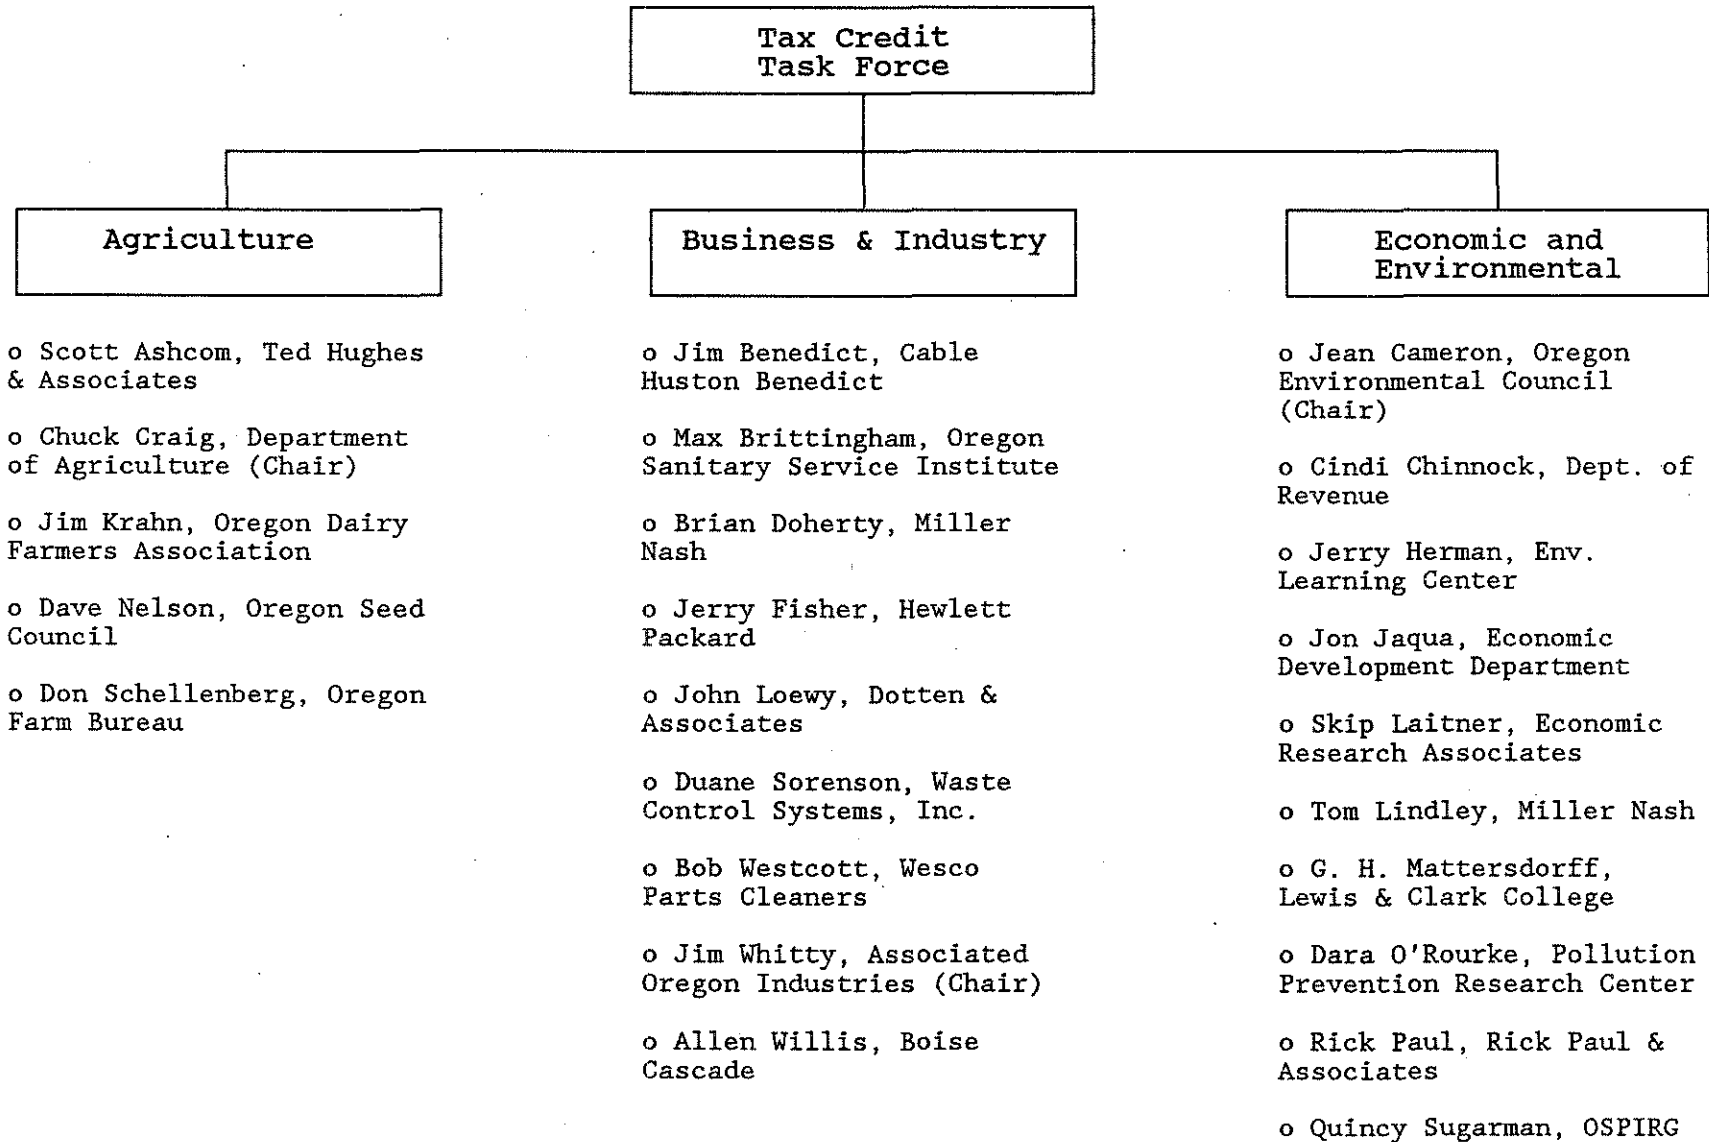 Tax Credit
Task Force
Agriculture
o Scott Ashcom, Ted Hughes
& Associates
o Chuck Craig, Department
of Agriculture (Chair)
o Jim Krahn, Oregon Dairy
Farmers Association
o Dave Nelson, Oregon Seed
Council
o Don Schellenberg, Oregon
Farm Bureau
Business & Industry
o Jim Benedict, Cable
Huston Benedict
o Max Brittingham, Oregon
Sanitary Service Institute
o Brian Doherty, Miller
Nash
o Jerry Fisher, Hewlett
Packard
o John Loewy, Dotten &
Associates
o Duane Sorenson, Waste
Control Systems, Inc.
o Bob Westcott, Wesco
Parts Cleaners
o Jim Whitty, Associated
Oregon Industries (Chair)
o Allen Willis, Boise
Cascade
Economic and
Environmental
o Jean Cameron, Oregon
Environmental Council
(Chair)
o Cindi Chinnock, Dept. of
Revenue
o Jerry Herman, Env.
Learning Center
o Jon Jaqua, Economic
Development Department
o Skip Laitner, Economic
Research Associates
o Tom Lindley, Miller Nash
o G. H. Mattersdorff,
Lewis & Clark College
o Dara O'Rourke, Pollution
Prevention Research Center
o Rick Paul, Rick Paul &
Associates
o Quincy Sugarman, OSPIRG